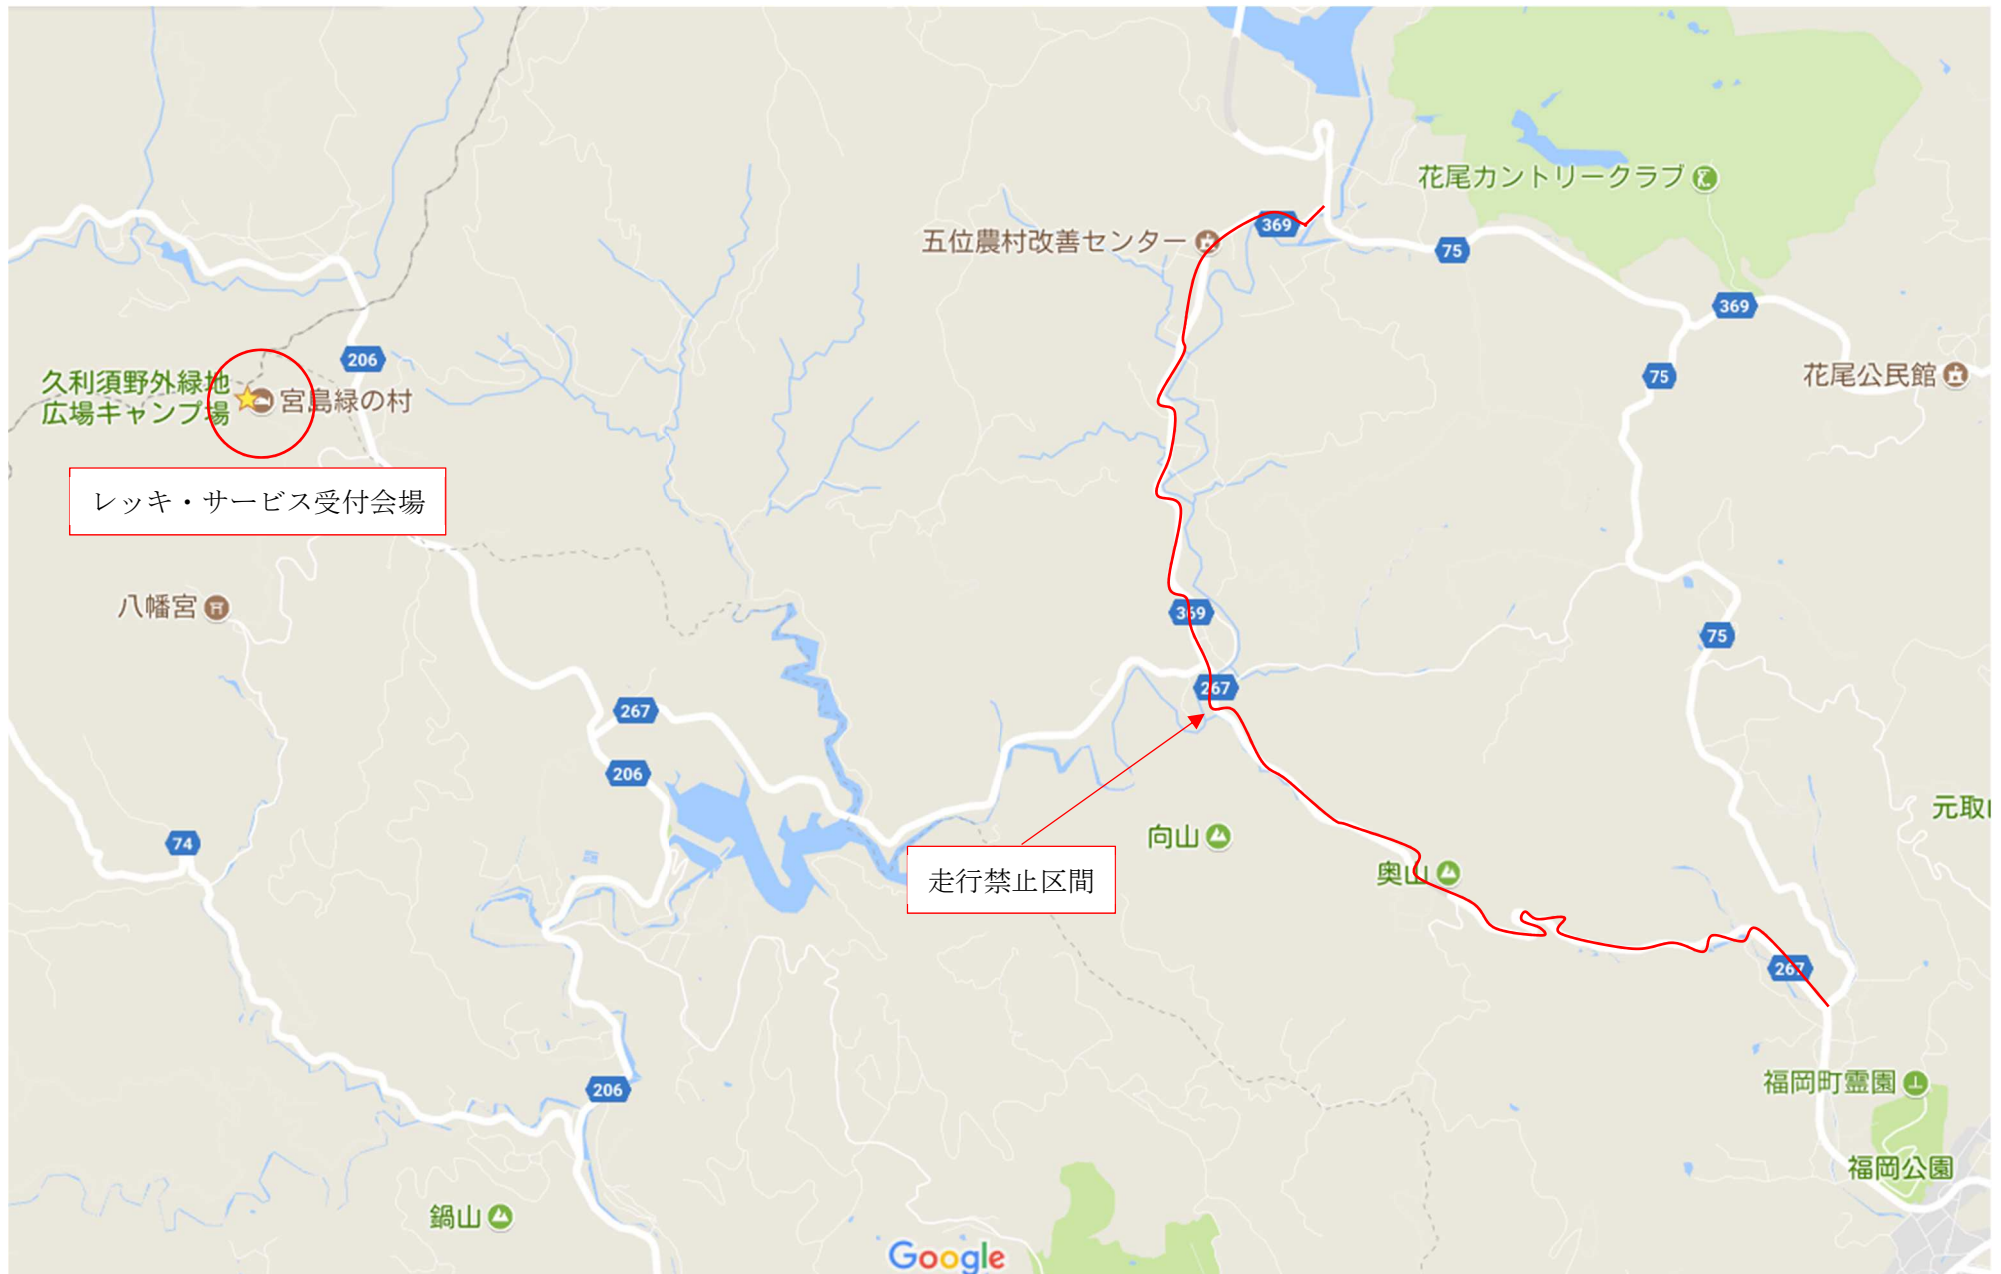 花尾カントリークラブ
369
五位農村改善センター
75
369
206
久利須野外緑地
広場キャンプ場
宮島緑の村
75
花尾公民館
レッキ・サービス受付会場
八幡宮
369
75
267
267
206
元取
74
向山
奥山
走行禁止区間
267
206
福岡町霊園
福岡公園
鍋山
Google